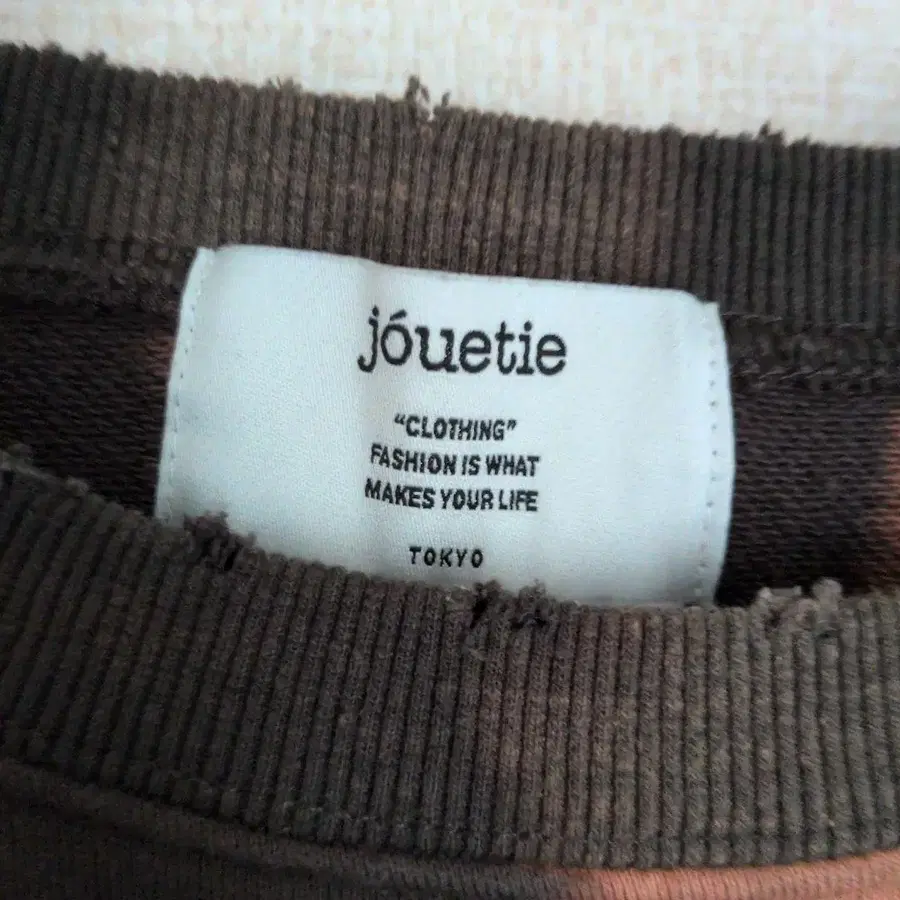 jóuetie
“CLOTHING”
FASHION IS WHAT
MAKES YOUR LIFE
TOKYO